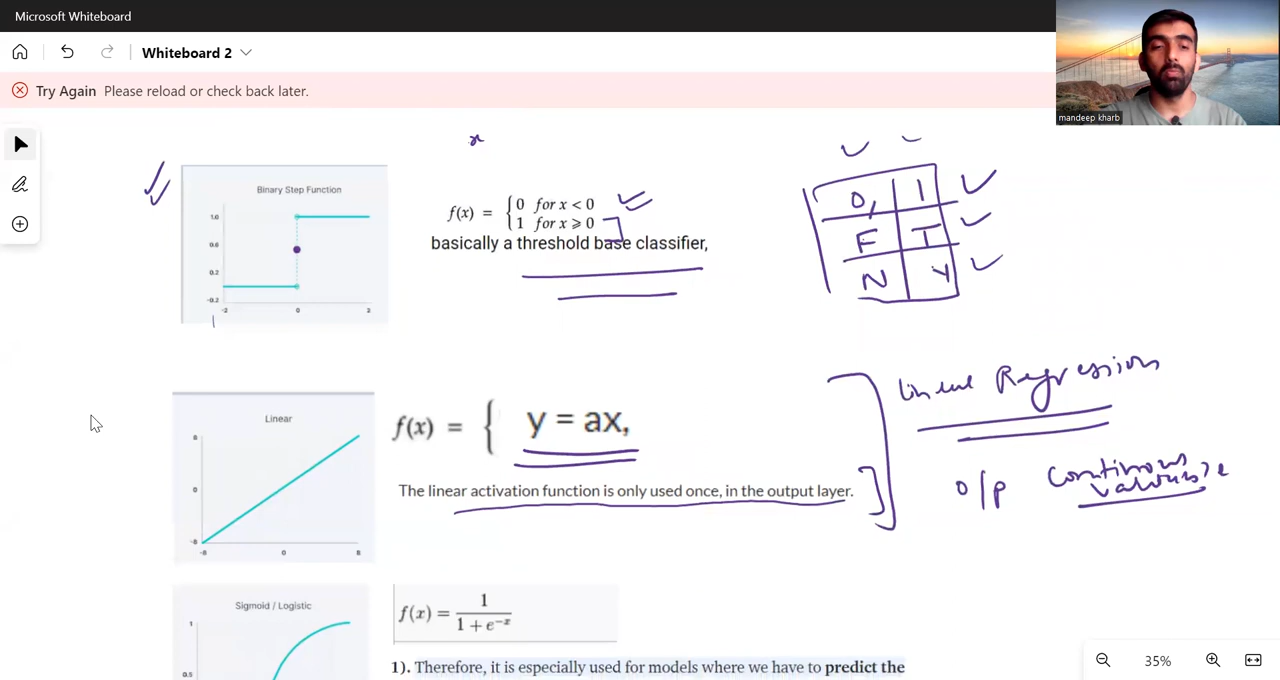 Microsoft Whiteboard
Whiteboard 2
Try Again Please reload or check back later.
mandeep kharb
x
Binary Step Function
1.0
0.6
0.2
-0.2
-2 0 2
f(x) = { 0 for x < 0
1 for x ⩾ 0
basically a threshold base classifier,
0, 1
F T
N Y
Linear
8
0
-8
-8 0 8
f(x) = { y = ax,
The linear activation function is only used once, in the output layer.
Linear Regression
o/p Continous
Sigmoid / Logistic
1
0.5
f(x) = 1 / (1 + e^-x)
1). Therefore, it is especially used for models where we have to predict the
35%